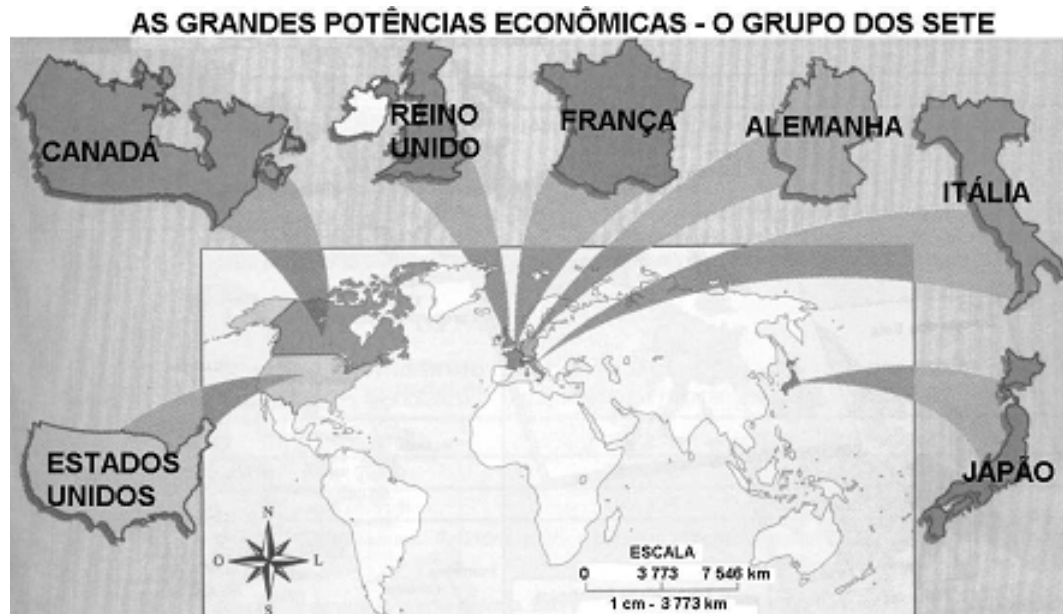 AS GRANDES POTÊNCIAS ECONÔMICAS - O GRUPO DOS SETE
CANADÁ
REINO
UNIDO
FRANÇA
ALEMANHA
ITÁLIA
ESTADOS
UNIDOS
JAPÃO
N
O
L
S
ESCALA
0 3 773 7 546 km
1 cm - 3 773 km